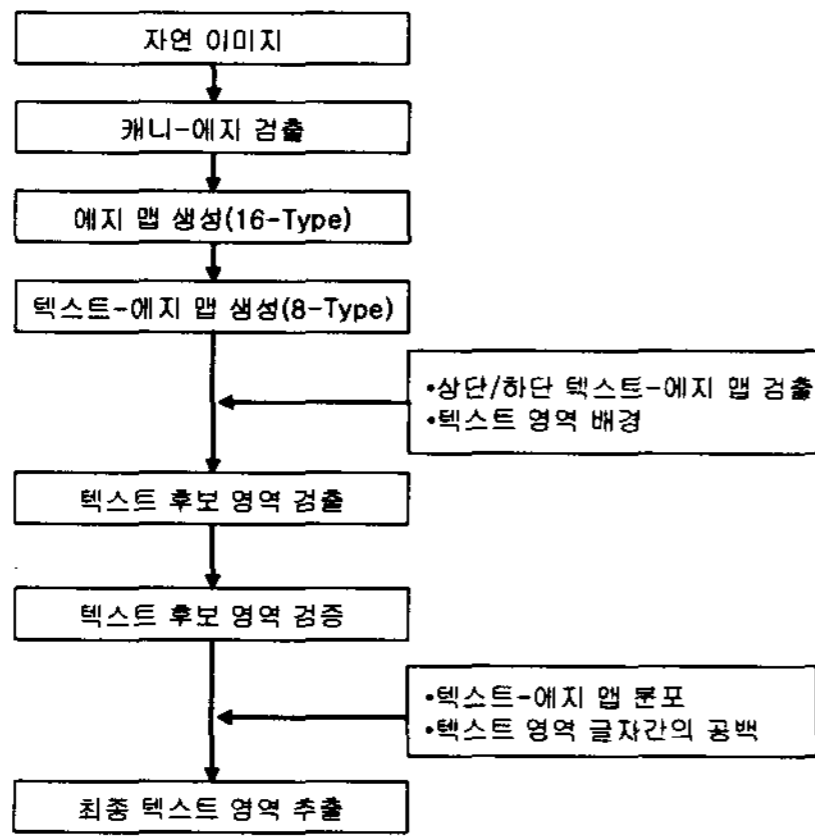 자연 이미지
캐니-에지 검출
에지 맵 생성(16-Type)
텍스트-에지 맵 생성(8-Type)
•상단/하단 텍스트-에지 맵 검출
•텍스트 영역 배경
텍스트 후보 영역 검출
텍스트 후보 영역 검증
•텍스트-에지 맵 분포
•텍스트 영역 글자간의 공백
최종 텍스트 영역 추출